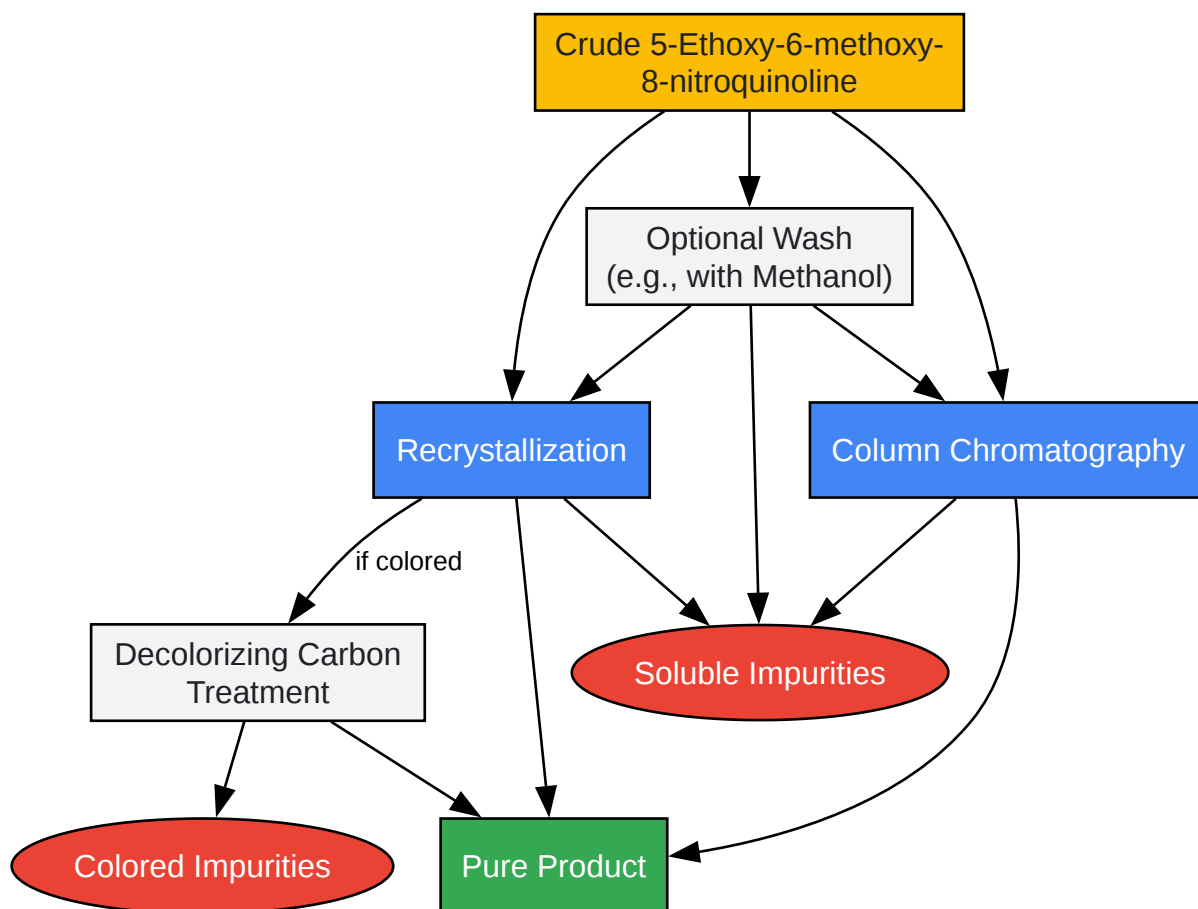 Crude 5-Ethoxy-6-methoxy-
8-nitroquinoline
Optional Wash
(e.g., with Methanol)
Recrystallization
Column Chromatography
if colored
Decolorizing Carbon
Treatment
Soluble Impurities
Colored Impurities
Pure Product